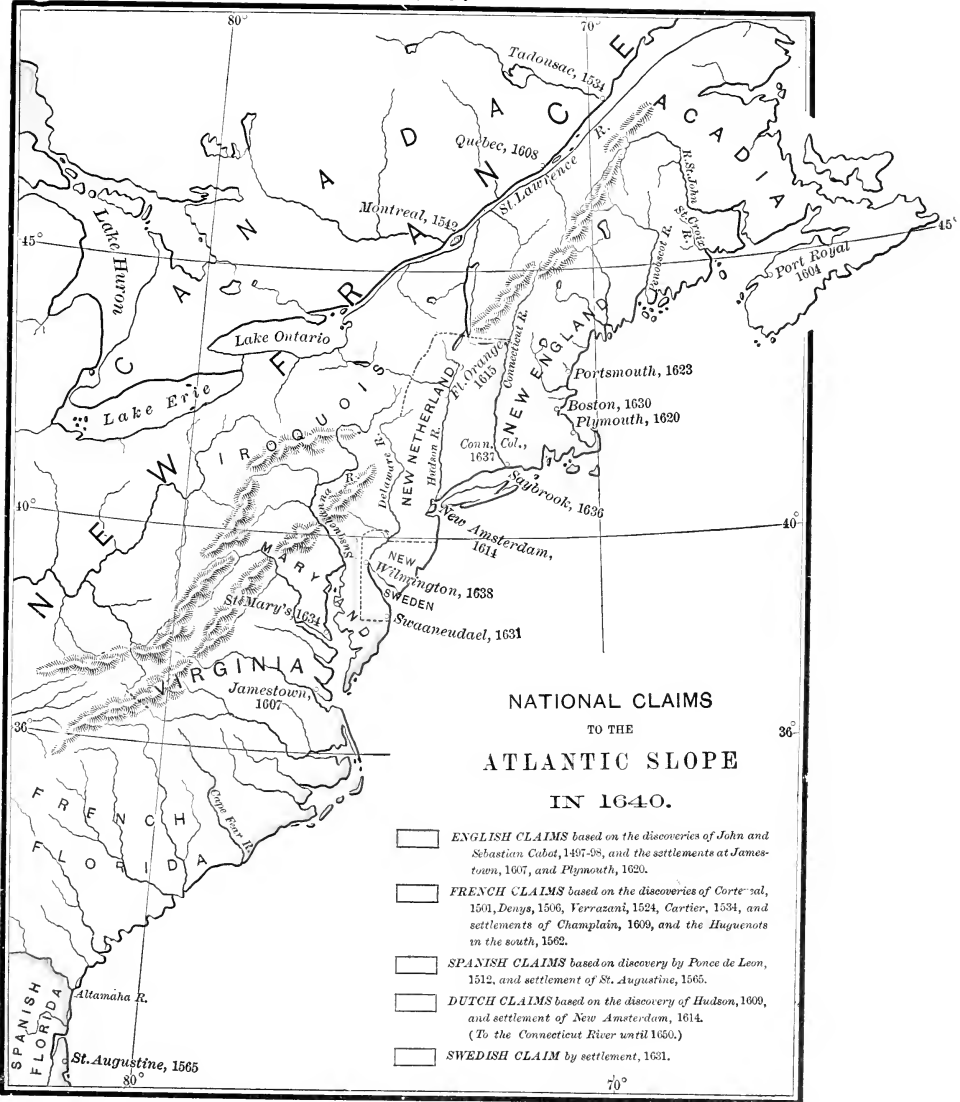 80°
70°
Tadousac, 1534
NEW FRANCE
CANADA
ACADIA
Quebec, 1608
St. Lawrence R.
R. St. John
Montreal, 1542
St. Croix R.
Penobscot R.
45°
45°
Port Royal
1604
Lake Huron
Lake Ontario
Lake Erie
IROQUOIS
Ft. Orange
1615
Connecticut R.
NEW ENGLAND
Portsmouth, 1623
Boston, 1630
Plymouth, 1620
NEW NETHERLAND
Hudson R.
Delaware R.
Conn. Col.,
1637
Saybrook, 1636
Susquehanna R.
40°
40°
New Amsterdam,
1614
MARYLAND
NEW
SWEDEN
Wilmington, 1638
St. Mary's, 1634
Swaaneudael, 1631
VIRGINIA
Jamestown,
1607
36°
36°
FRENCH
FLORIDA
Cape Fear R.
Altamaha R.
SPANISH
FLORIDA
St. Augustine, 1565
80°
70°
NATIONAL CLAIMS
TO THE
ATLANTIC SLOPE
IN 1640.
ENGLISH CLAIMS based on the discoveries of John and
Sebastian Cabot, 1497-98, and the settlements at James-
town, 1607, and Plymouth, 1620.
FRENCH CLAIMS based on the discoveries of
1501, Denys, 1506, Verrazani, 1524, Cartier, 1534, and
settlements of Champlain, 1609, and the Huguenots
in the south, 1562.
SPANISH CLAIMS based on discovery by Ponce de Leon,
1512, and settlement of St. Augustine, 1565.
DUTCH CLAIMS based on the discovery of Hudson, 1609,
and settlement of New Amsterdam, 1614.
(To the Connecticut River until 1650.)
SWEDISH CLAIM by settlement, 1631.